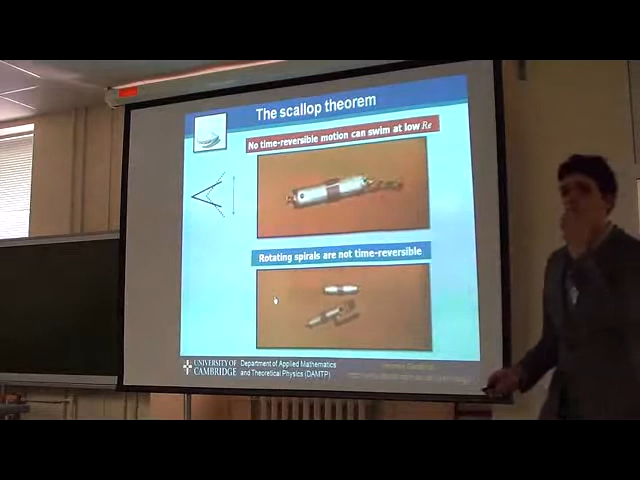 The scallop theorem
No time-reversible motion can swim at low Re
Rotating spirals are not time-reversible
UNIVERSITY OF
CAMBRIDGE
Department of Applied Mathematics
and Theoretical Physics (DAMTP)